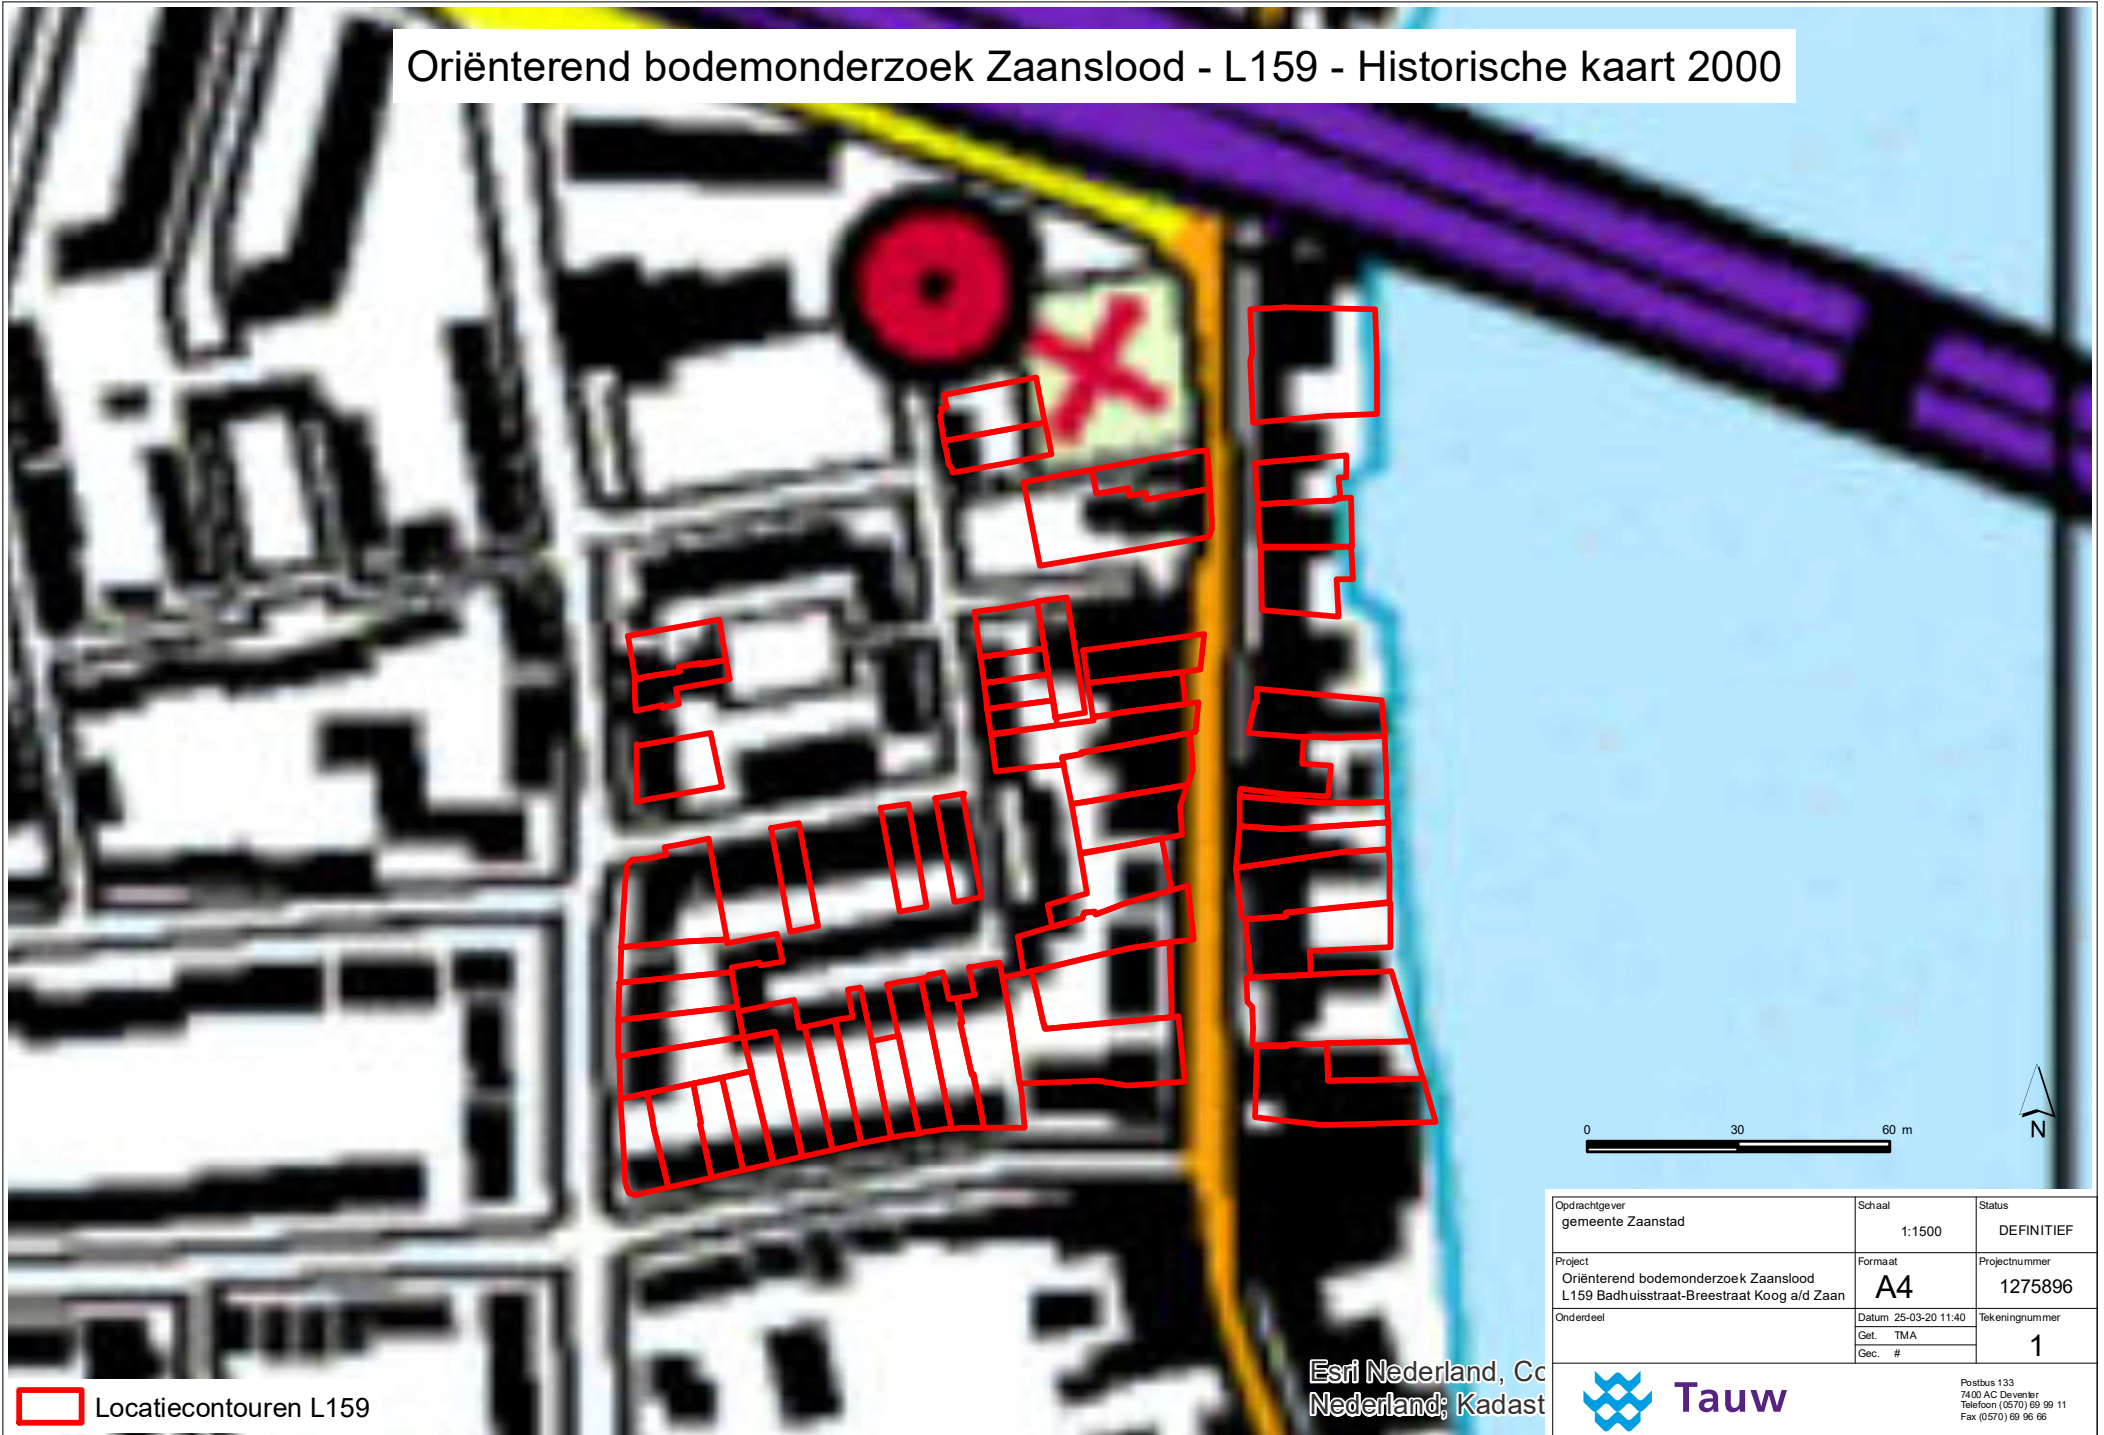 Oriënterend bodemonderzoek Zaanslood - L159 - Historische kaart 2000
0 30 60 m
N
Opdrachtgever
gemeente Zaanstad
Schaal
1:1500
Status
DEFINITIEF
Project
Oriënterend bodemonderzoek Zaanslood
L159 Badhuisstraat-Breestraat Koog a/d Zaan
Formaat
A4
Projectnummer
1275896
Onderdeel
Datum 25-03-20 11:40
Get. TMA
Gec. #
Tekeningnummer
1
Esri Nederland, Co
Nederland; Kadast
Locatiecontouren L159
Tauw
Postbus 133
7400 AC Deventer
Telefoon (0570) 69 99 11
Fax (0570) 69 96 66